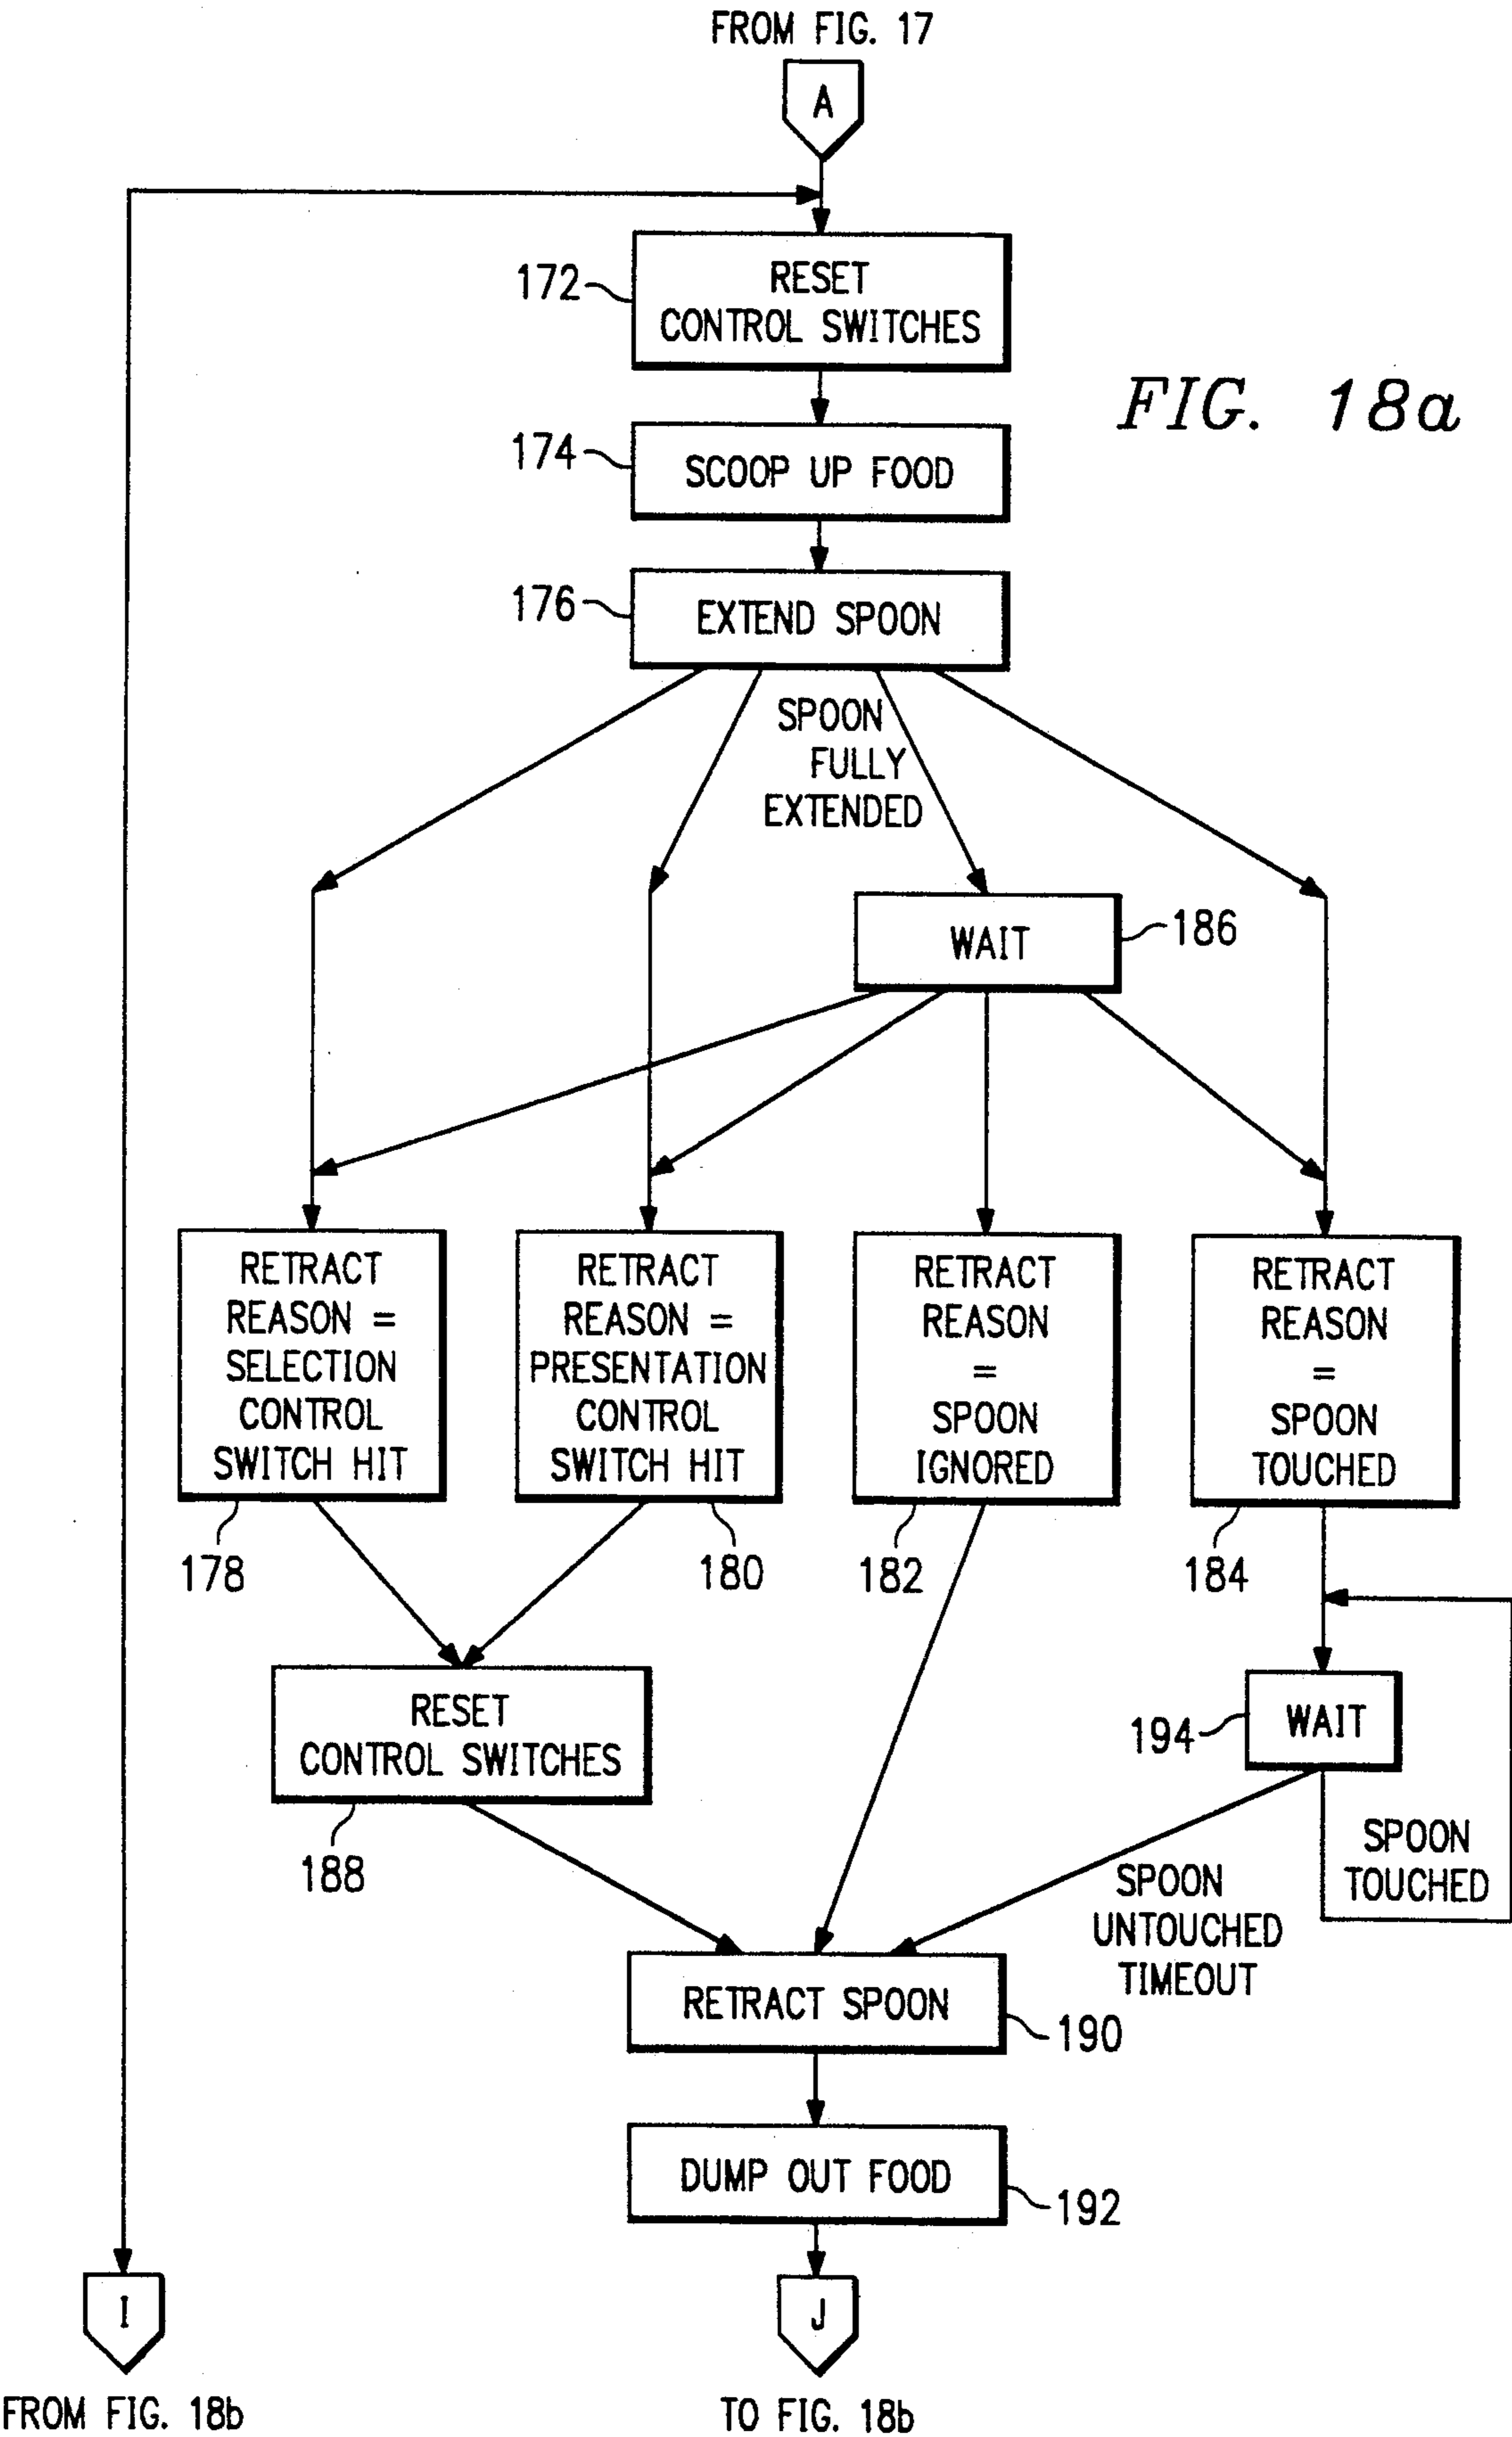 FROM FIG. 17
A
172
RESET
CONTROL SWITCHES
FIG. 18a
174
SCOOP UP FOOD
176
EXTEND SPOON
SPOON
FULLY
EXTENDED
WAIT
186
RETRACT
REASON =
SELECTION
CONTROL
SWITCH HIT
RETRACT
REASON =
PRESENTATION
CONTROL
SWITCH HIT
RETRACT
REASON
=
SPOON
IGNORED
RETRACT
REASON
=
SPOON
TOUCHED
178
180
182
184
RESET
CONTROL SWITCHES
188
194
WAIT
SPOON
TOUCHED
SPOON
UNTOUCHED
TIMEOUT
RETRACT SPOON
190
DUMP OUT FOOD
192
I
J
FROM FIG. 18b
TO FIG. 18b